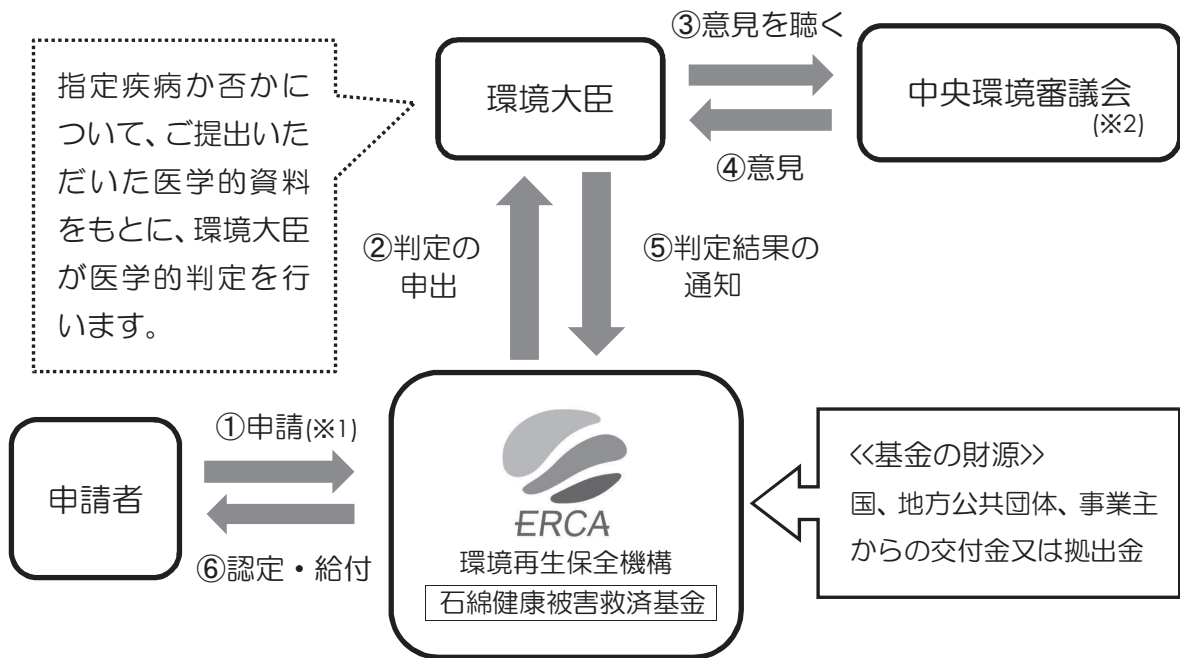 ③意見を聴く
指定疾病か否かに
ついて、ご提出いた
だいた医学的資料
をもとに、環境大臣
が医学的判定を行
います。
環境大臣
中央環境審議会
(※2)
④意見
②判定の
申出
⑤判定結果の
通知
①申請(※1)
申請者
⑥認定・給付
ERCA
環境再生保全機構
石綿健康被害救済基金
≪基金の財源≫
国、地方公共団体、事業主
からの交付金又は拠出金